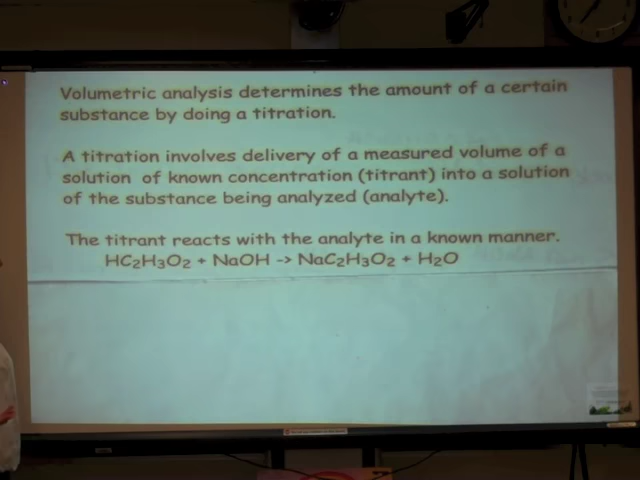 Volumetric analysis determines the amount of a certain
substance by doing a titration.
A titration involves delivery of a measured volume of a
solution of known concentration (titrant) into a solution
of the substance being analyzed (analyte).
The titrant reacts with the analyte in a known manner.
HC₂H₃O₂ + NaOH -> NaC₂H₃O₂ + H₂O